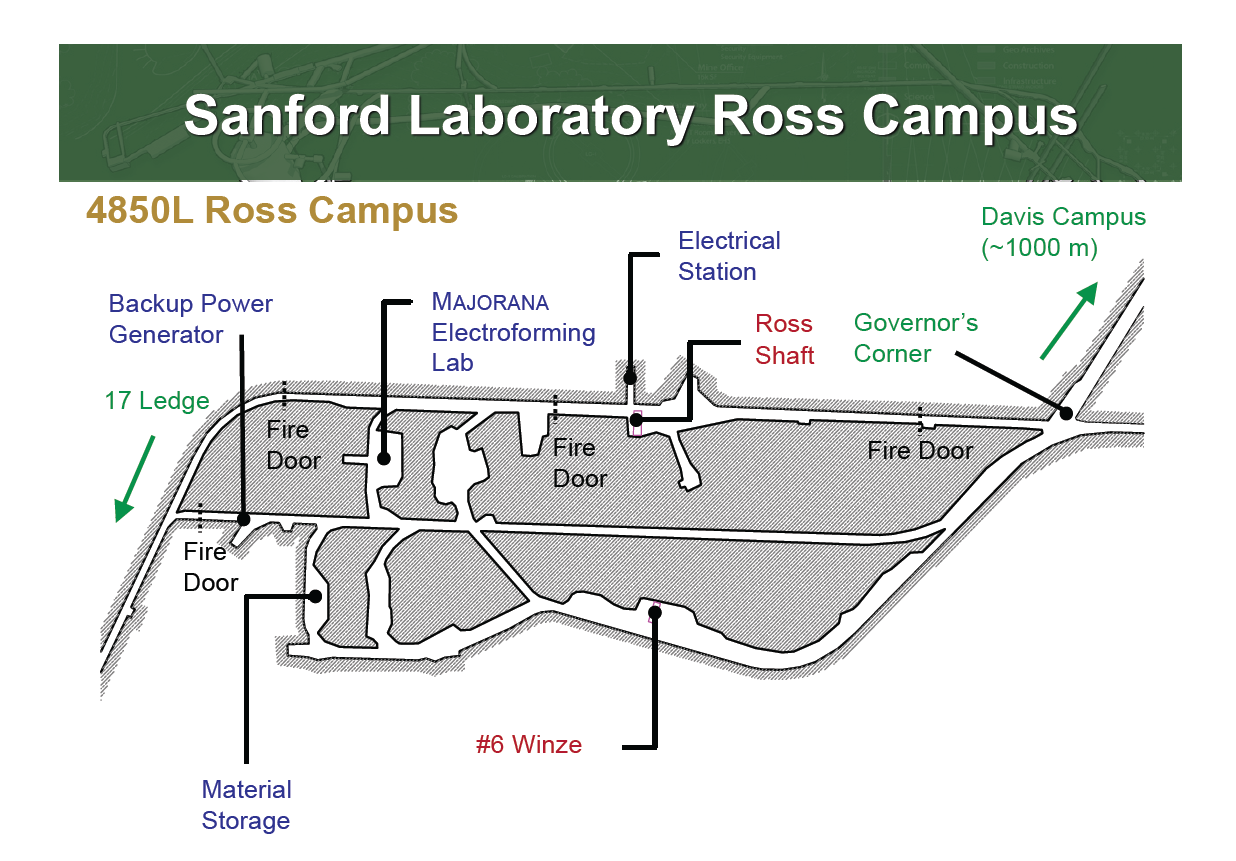 Sanford Laboratory Ross Campus
4850L Ross Campus
Davis Campus
(~1000 m)
Electrical
Station
Backup Power
Generator
MAJORANA
Electroforming
Lab
Ross
Shaft
Governor’s
Corner
17 Ledge
Fire
Door
Fire
Door
Fire Door
Fire
Door
#6 Winze
Material
Storage